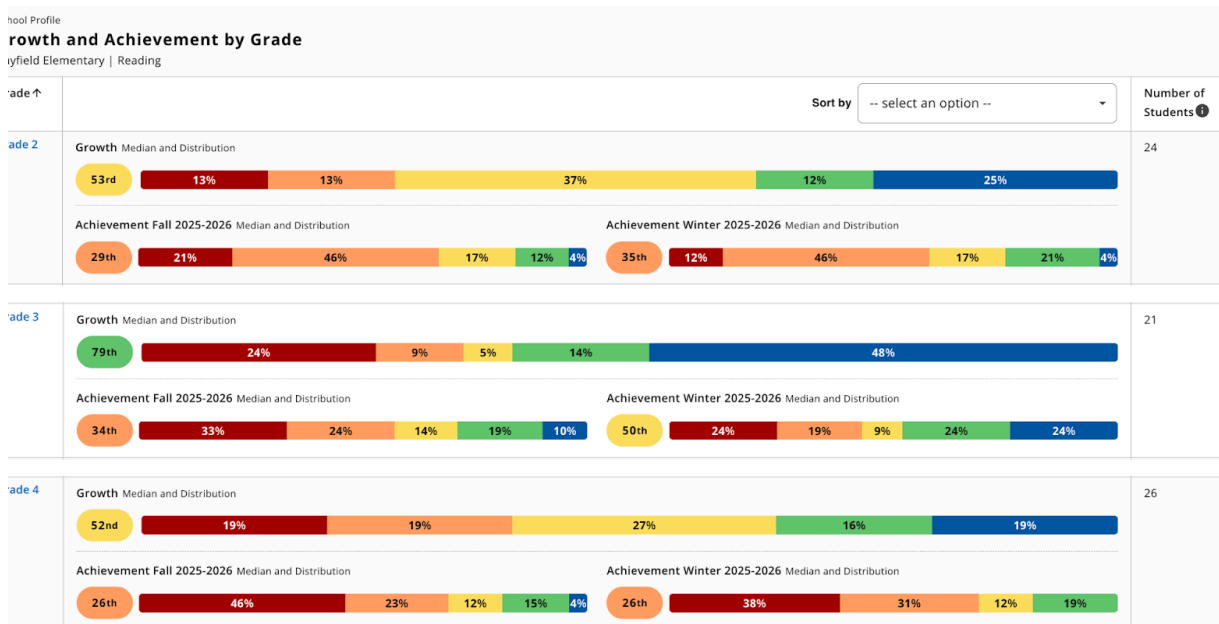 hool Profile
rowth and Achievement by Grade
yfield Elementary | Reading
rade↑
Sort by -- select an option --
Number of
Students i
ade 2
Growth Median and Distribution
24
53rd 13% 13% 37% 12% 25%
Achievement Fall 2025-2026 Median and Distribution
29th 21% 46% 17% 12% 4%
Achievement Winter 2025-2026 Median and Distribution
35th 12% 46% 17% 21% 4%
rade 3
Growth Median and Distribution
21
79th 24% 9% 5% 14% 48%
Achievement Fall 2025-2026 Median and Distribution
34th 33% 24% 14% 19% 10%
Achievement Winter 2025-2026 Median and Distribution
50th 24% 19% 9% 24% 24%
rade 4
Growth Median and Distribution
26
52nd 19% 19% 27% 16% 19%
Achievement Fall 2025-2026 Median and Distribution
26th 46% 23% 12% 15% 4%
Achievement Winter 2025-2026 Median and Distribution
26th 38% 31% 12% 19%